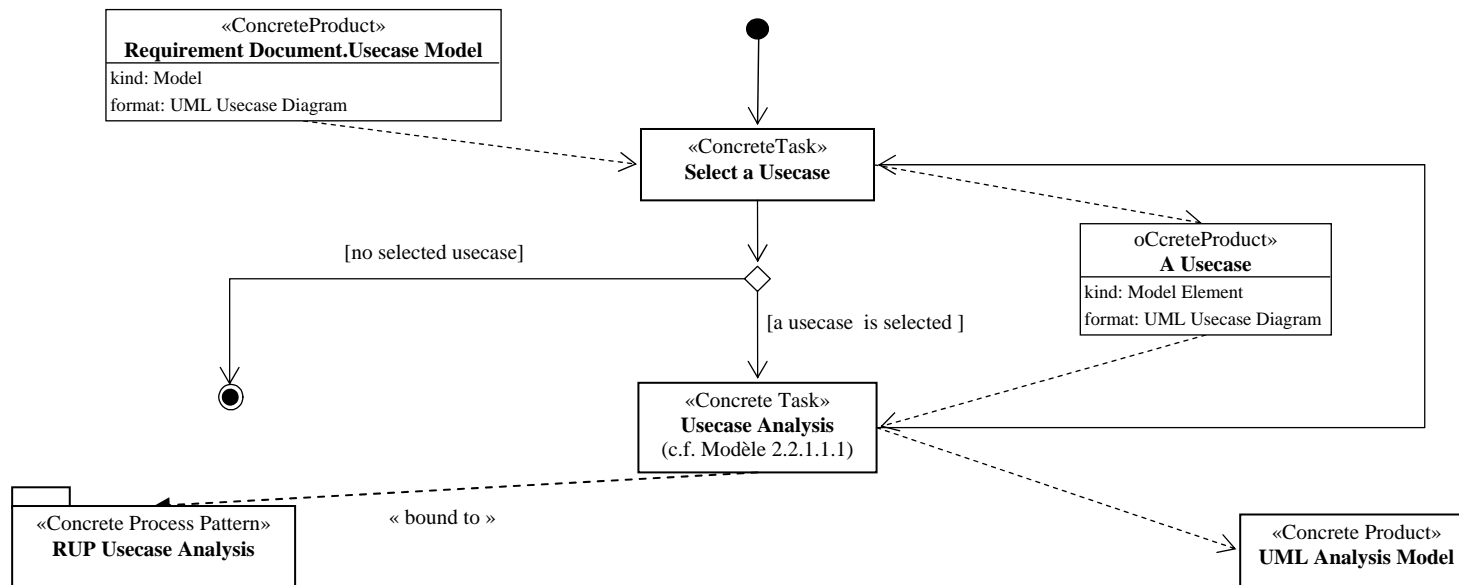 «ConcreteProduct»
Requirement Document.Usecase Model
kind: Model
format: UML Usecase Diagram
«ConcreteTask»
Select a Usecase
[no selected usecase]
oCcreteProduct»
A Usecase
kind: Model Element
format: UML Usecase Diagram
[a usecase  is selected ]
«Concrete Task»
Usecase Analysis
(c.f. Modèle 2.2.1.1.1)
« bound to »
«Concrete Process Pattern»
RUP Usecase Analysis
«Concrete Product»
UML Analysis Model